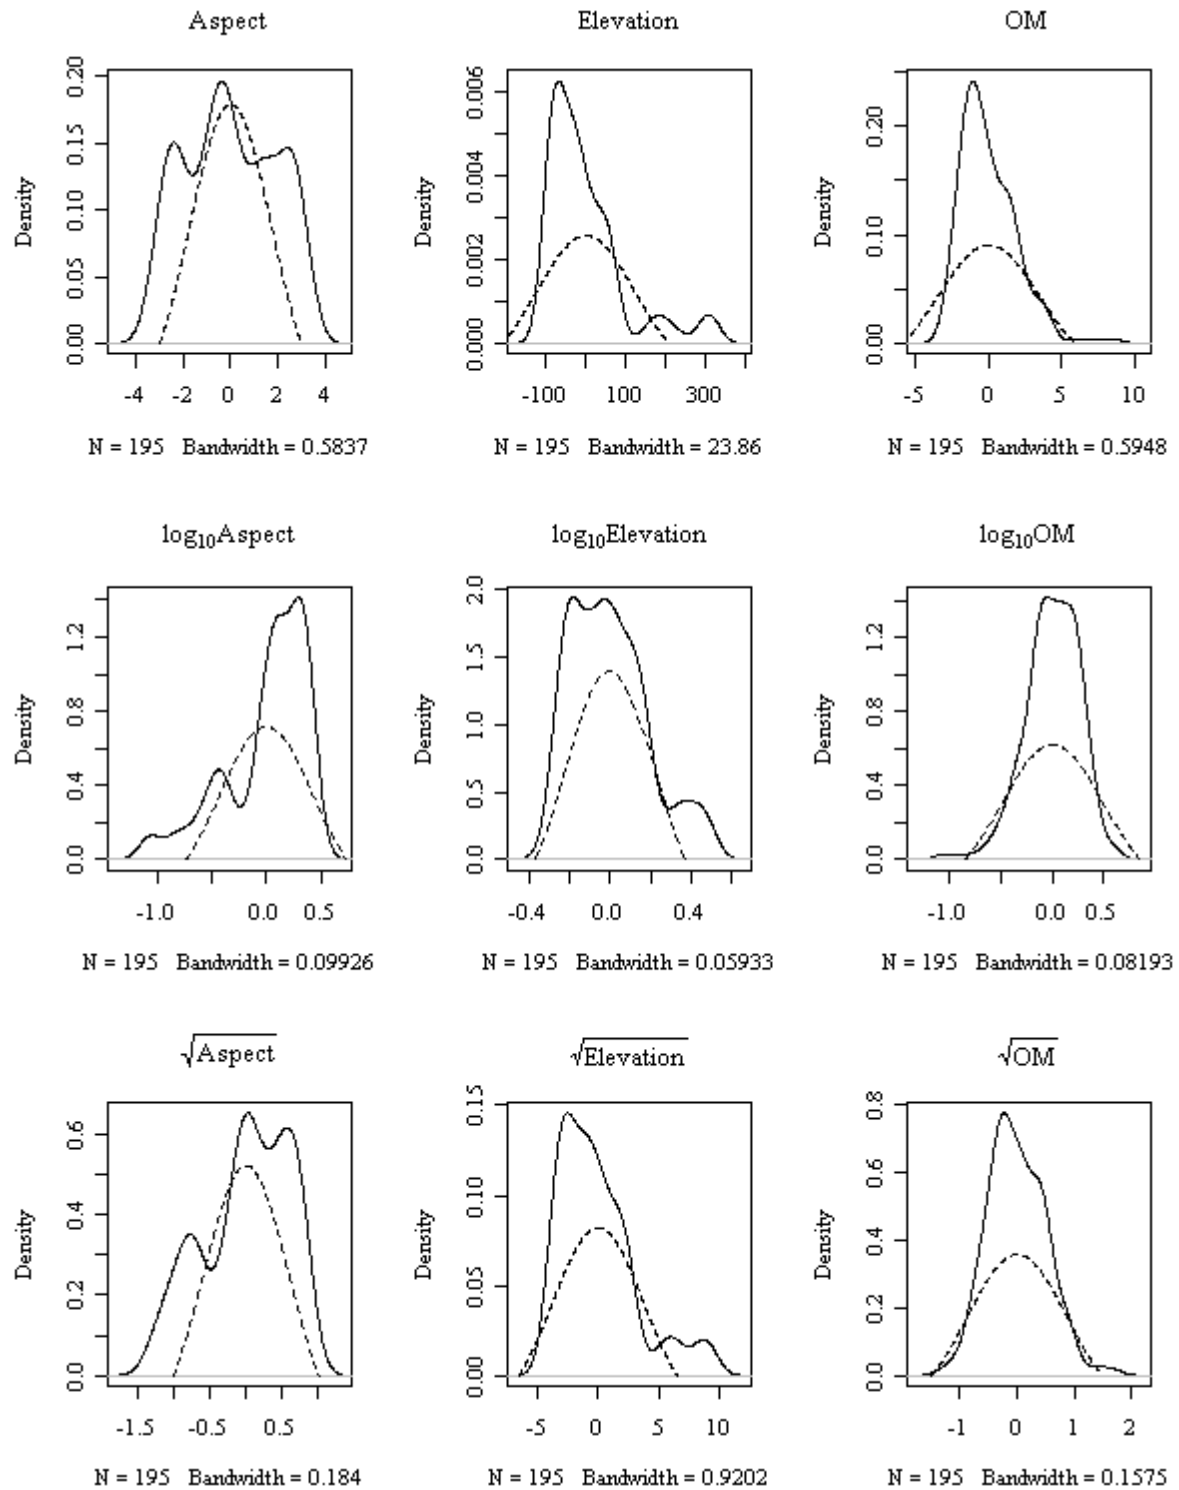 Aspect Elevation OM
Density 0.00 0.05 0.10 0.15 0.20
-4 -2 0 2 4
N = 195 Bandwidth = 0.5837
Density 0.000 0.002 0.004 0.006
-100 100 300
N = 195 Bandwidth = 23.86
Density 0.00 0.10 0.20
-5 0 5 10
N = 195 Bandwidth = 0.5948
log₁₀Aspect log₁₀Elevation log₁₀OM
Density 0.0 0.4 0.8 1.2
-1.0 0.0 0.5
N = 195 Bandwidth = 0.09926
Density 0.0 0.5 1.0 1.5 2.0
-0.4 0.0 0.4
N = 195 Bandwidth = 0.05933
Density 0.0 0.4 0.8 1.2
-1.0 0.0 0.5
N = 195 Bandwidth = 0.08193
√Aspect √Elevation √OM
Density 0.0 0.2 0.4 0.6
-1.5 -0.5 0.5
N = 195 Bandwidth = 0.184
Density 0.00 0.05 0.10 0.15
-5 0 5 10
N = 195 Bandwidth = 0.9202
Density 0.0 0.2 0.4 0.6 0.8
-1 0 1 2
N = 195 Bandwidth = 0.1575